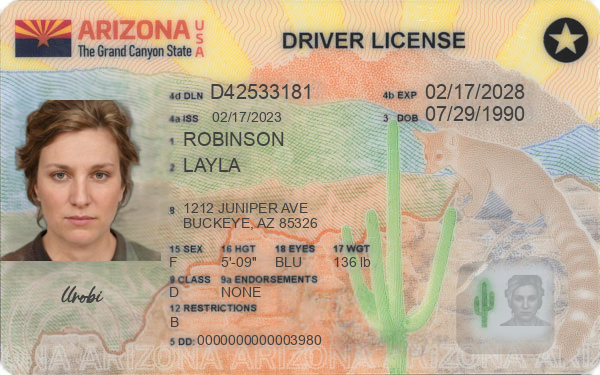 ARIZONA USA
The Grand Canyon State
DRIVER LICENSE
4d DLN D42533181
4b EXP 02/17/2028
4a ISS 02/17/2023
3 DOB 07/29/1990
1 ROBINSON
2 LAYLA
8 1212 JUNIPER AVE
BUCKEYE, AZ 85326
15 SEX 16 HGT 18 EYES 17 WGT
F 5'-09" BLU 136 lb
9 CLASS 9a ENDORSEMENTS
D NONE
12 RESTRICTIONS
B
5 DD: 0000000000003980
Urobi
ARIZONA ARIZONA ARIZONA ARIZONA